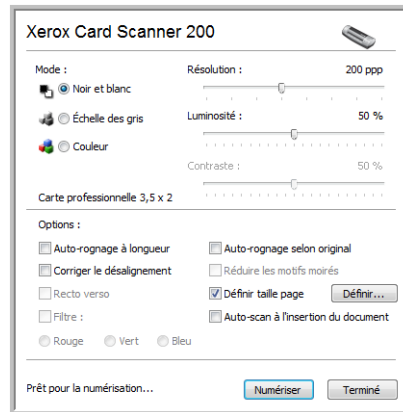 Xerox Card Scanner 200
Mode :
Résolution :
200 ppp
Noir et blanc
Échelle des gris
Luminosité :
50 %
Couleur
Contraste :
50 %
Carte professionnelle 3,5 x 2
Options :
Auto-rognage à longueur
Auto-rognage selon original
Corriger le désalignement
Réduire les motifs moirés
Recto verso
Définir taille page
Définir...
Filtre :
Auto-scan à l'insertion du document
Rouge
Vert
Bleu
Prêt pour la numérisation...
Numériser
Terminé